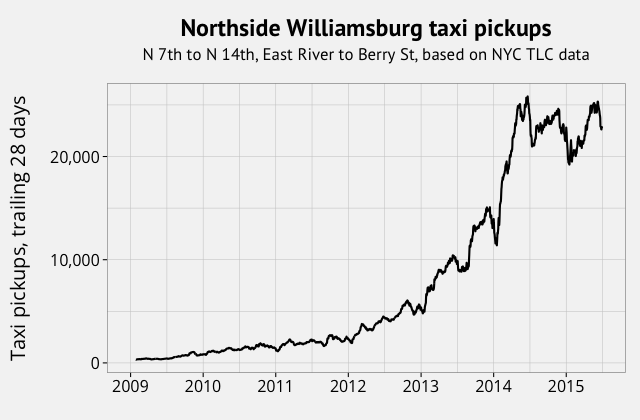 Northside Williamsburg taxi pickups
N 7th to N 14th, East River to Berry St, based on NYC TLC data
Taxi pickups, trailing 28 days
20,000
10,000
0
2009 2010 2011 2012 2013 2014 2015